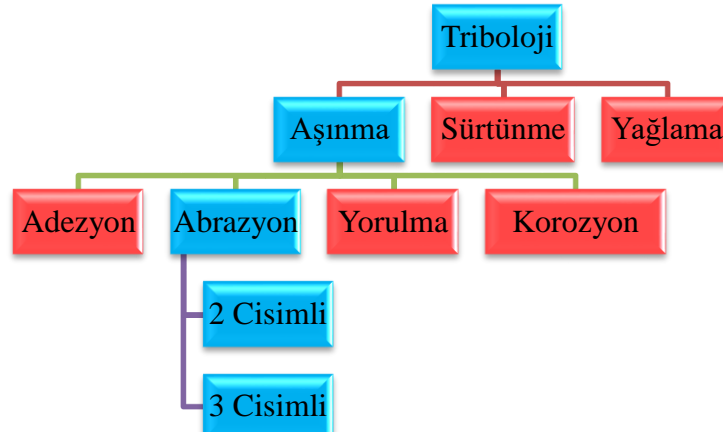 Triboloji
Aşınma
Sürtünme
Yağlama
Adezyon
Abrazyon
Yorulma
Korozyon
2 Cisimli
3 Cisimli